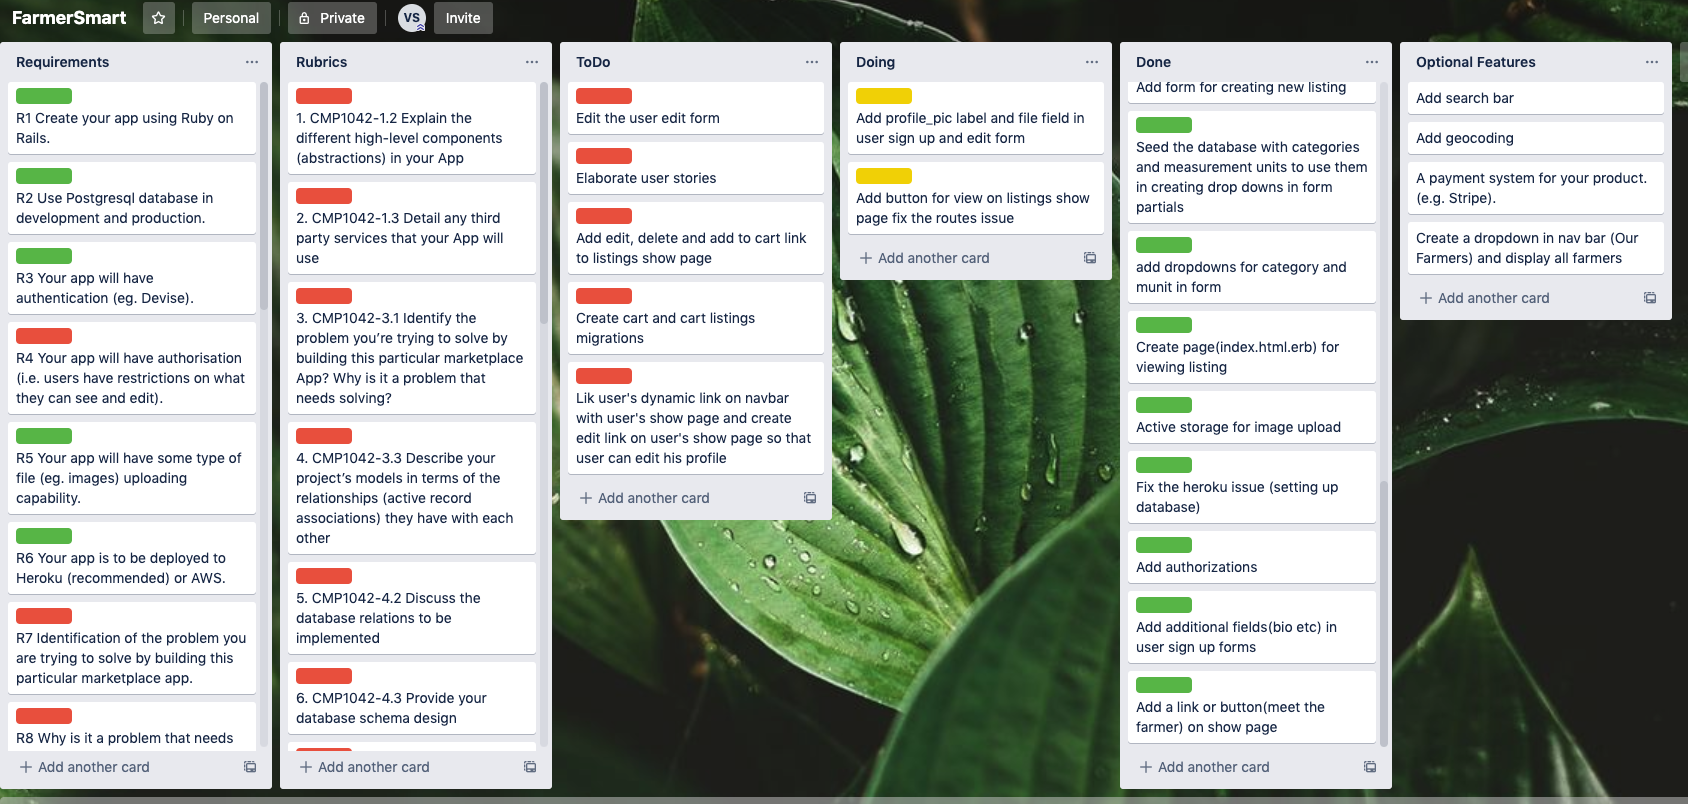 FarmerSmart
Personal
Private
VS
Invite
Requirements
R1 Create your app using Ruby on
Rails.
R2 Use Postgresql database in
development and production.
R3 Your app will have
authentication (eg. Devise).
R4 Your app will have authorisation
(i.e. users have restrictions on what
they can see and edit).
R5 Your app will have some type of
file (eg. images) uploading
capability.
R6 Your app is to be deployed to
Heroku (recommended) or AWS.
R7 Identification of the problem you
are trying to solve by building this
particular marketplace app.
R8 Why is it a problem that needs
+ Add another card
Rubrics
1. CMP1042-1.2 Explain the
different high-level components
(abstractions) in your App
2. CMP1042-1.3 Detail any third
party services that your App will
use
3. CMP1042-3.1 Identify the
problem you’re trying to solve by
building this particular marketplace
App? Why is it a problem that
needs solving?
4. CMP1042-3.3 Describe your
project’s models in terms of the
relationships (active record
associations) they have with each
other
5. CMP1042-4.2 Discuss the
database relations to be
implemented
6. CMP1042-4.3 Provide your
database schema design
+ Add another card
ToDo
Edit the user edit form
Elaborate user stories
Add edit, delete and add to cart link
to listings show page
Create cart and cart listings
migrations
Lik user's dynamic link on navbar
with user's show page and create
edit link on user's show page so that
user can edit his profile
+ Add another card
Doing
Add profile_pic label and file field in
user sign up and edit form
Add button for view on listings show
page fix the routes issue
+ Add another card
Done
Add form for creating new listing
Seed the database with categories
and measurement units to use them
in creating drop downs in form
partials
add dropdowns for category and
munit in form
Create page(index.html.erb) for
viewing listing
Active storage for image upload
Fix the heroku issue (setting up
database)
Add authorizations
Add additional fields(bio etc) in
user sign up forms
Add a link or button(meet the
farmer) on show page
+ Add another card
Optional Features
Add search bar
Add geocoding
A payment system for your product.
(e.g. Stripe).
Create a dropdown in nav bar (Our
Farmers) and display all farmers
+ Add another card